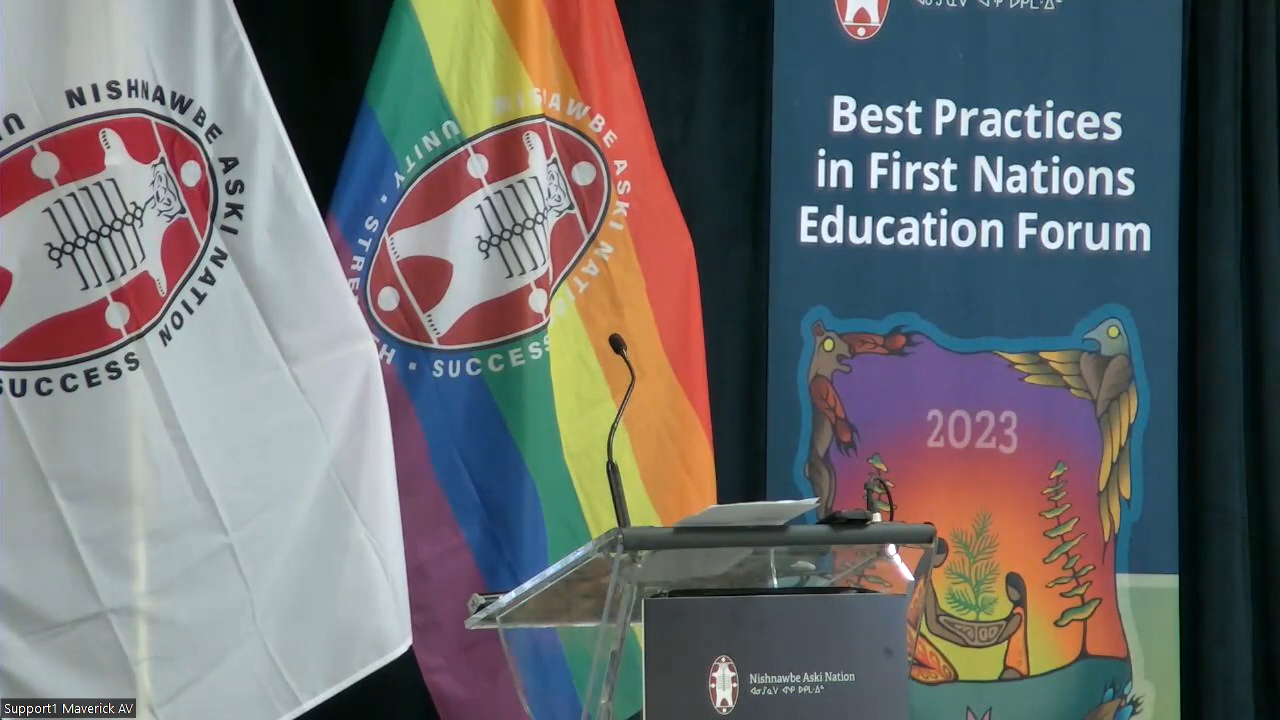 NISHNAWBE ASKI NATION
SUCCESS
NISHNAWBE ASKI NATION
UNITY · STRENGTH · SUCCESS
Best Practices
in First Nations
Education Forum
2023
Nishnawbe Aski Nation
Support1 Maverick AV